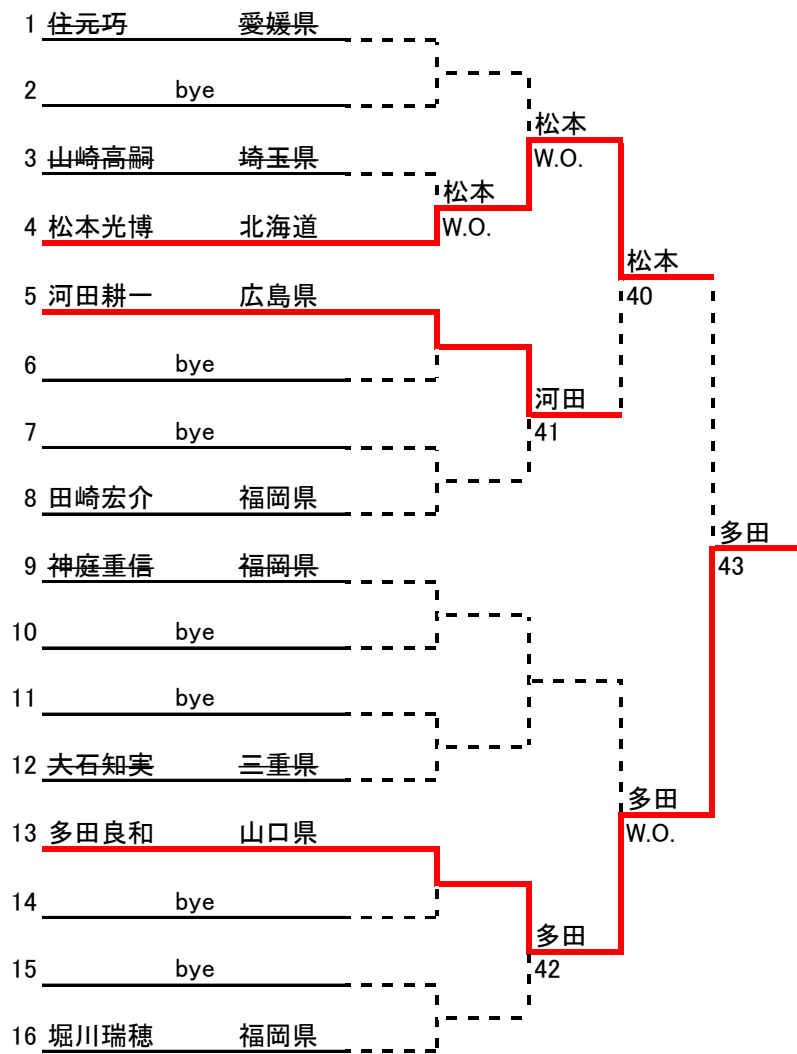 1 住元巧 愛媛県
2 bye
松本
3 山崎高嗣 埼玉県
W.O.
松本
4 松本光博 北海道
W.O.
松本
5 河田耕一 広島県
40
6 bye
河田
7 bye
41
8 田崎宏介 福岡県
多田
9 神庭重信 福岡県
43
10 bye
11 bye
12 大石知実 三重県
多田
13 多田良和 山口県
W.O.
14 bye
多田
15 bye
42
16 堀川瑞穂 福岡県